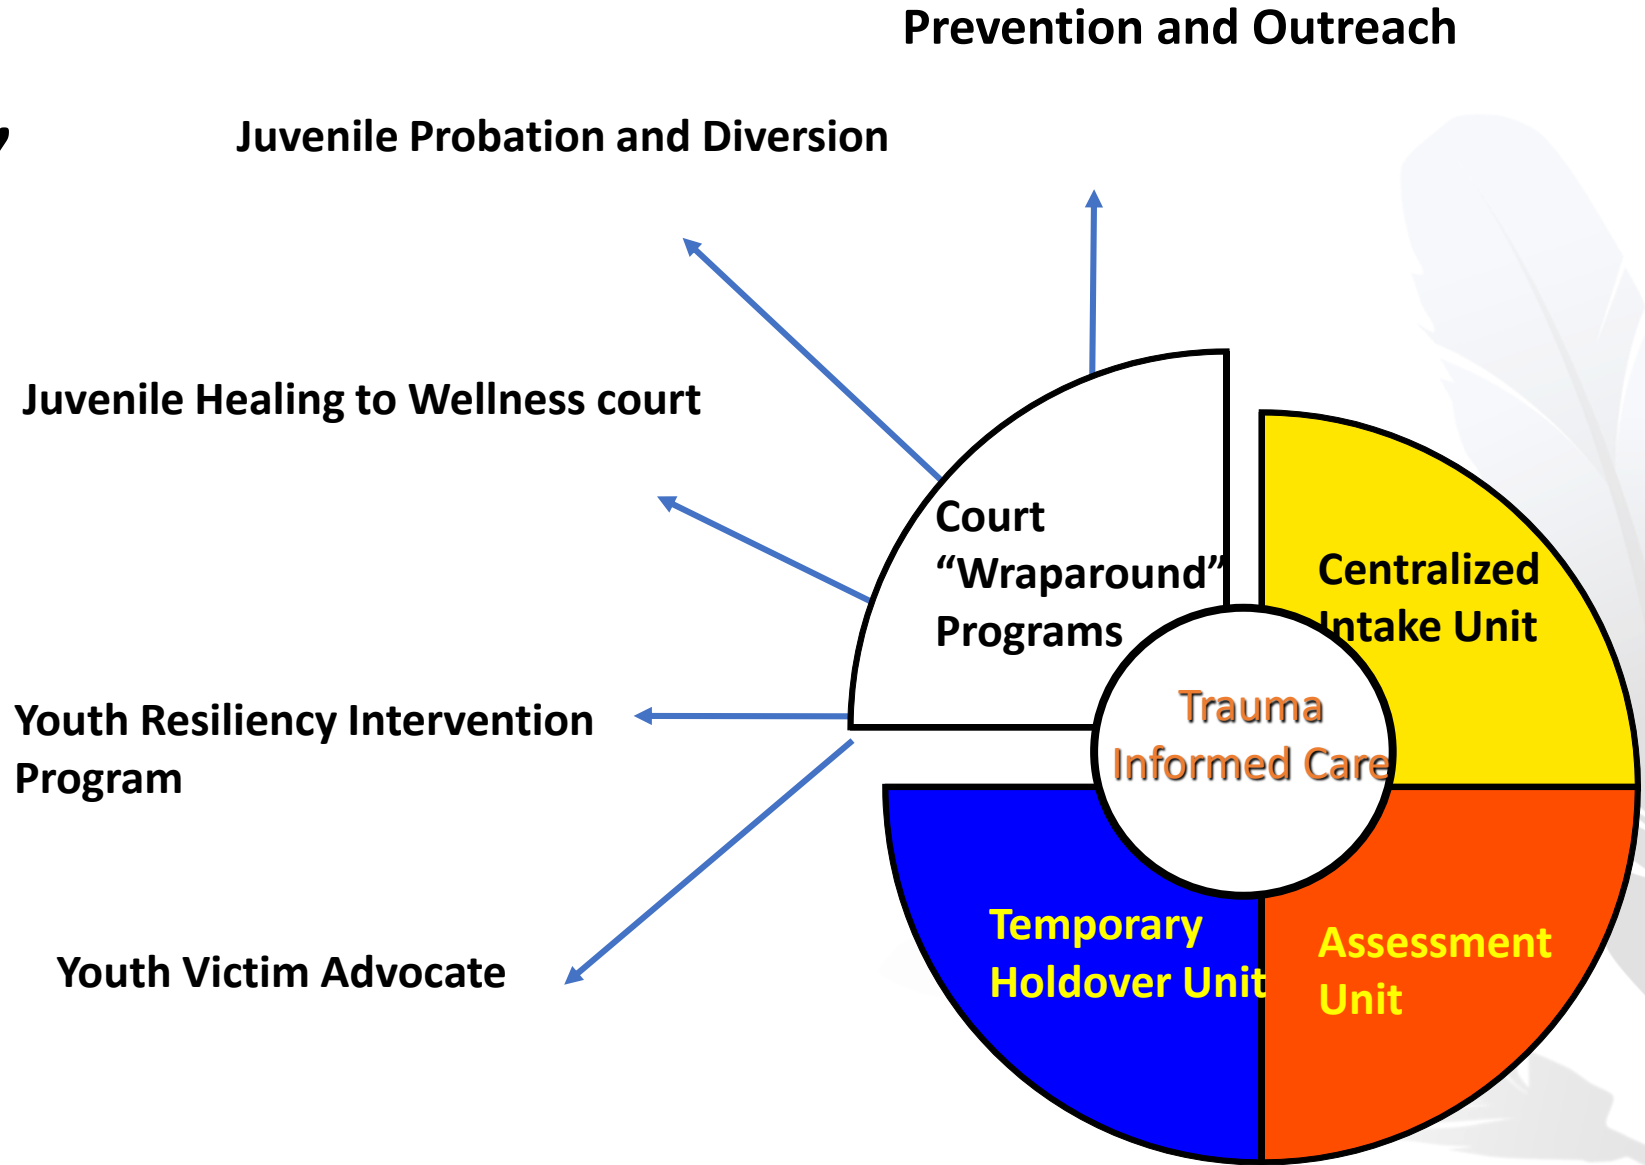 Prevention and Outreach
Juvenile Probation and Diversion
Juvenile Healing to Wellness court
Youth Resiliency Intervention
Program
Youth Victim Advocate
Court
“Wraparound”
Programs
Centralized
Intake Unit
Trauma
Informed Care
Temporary
Holdover Unit
Assessment
Unit